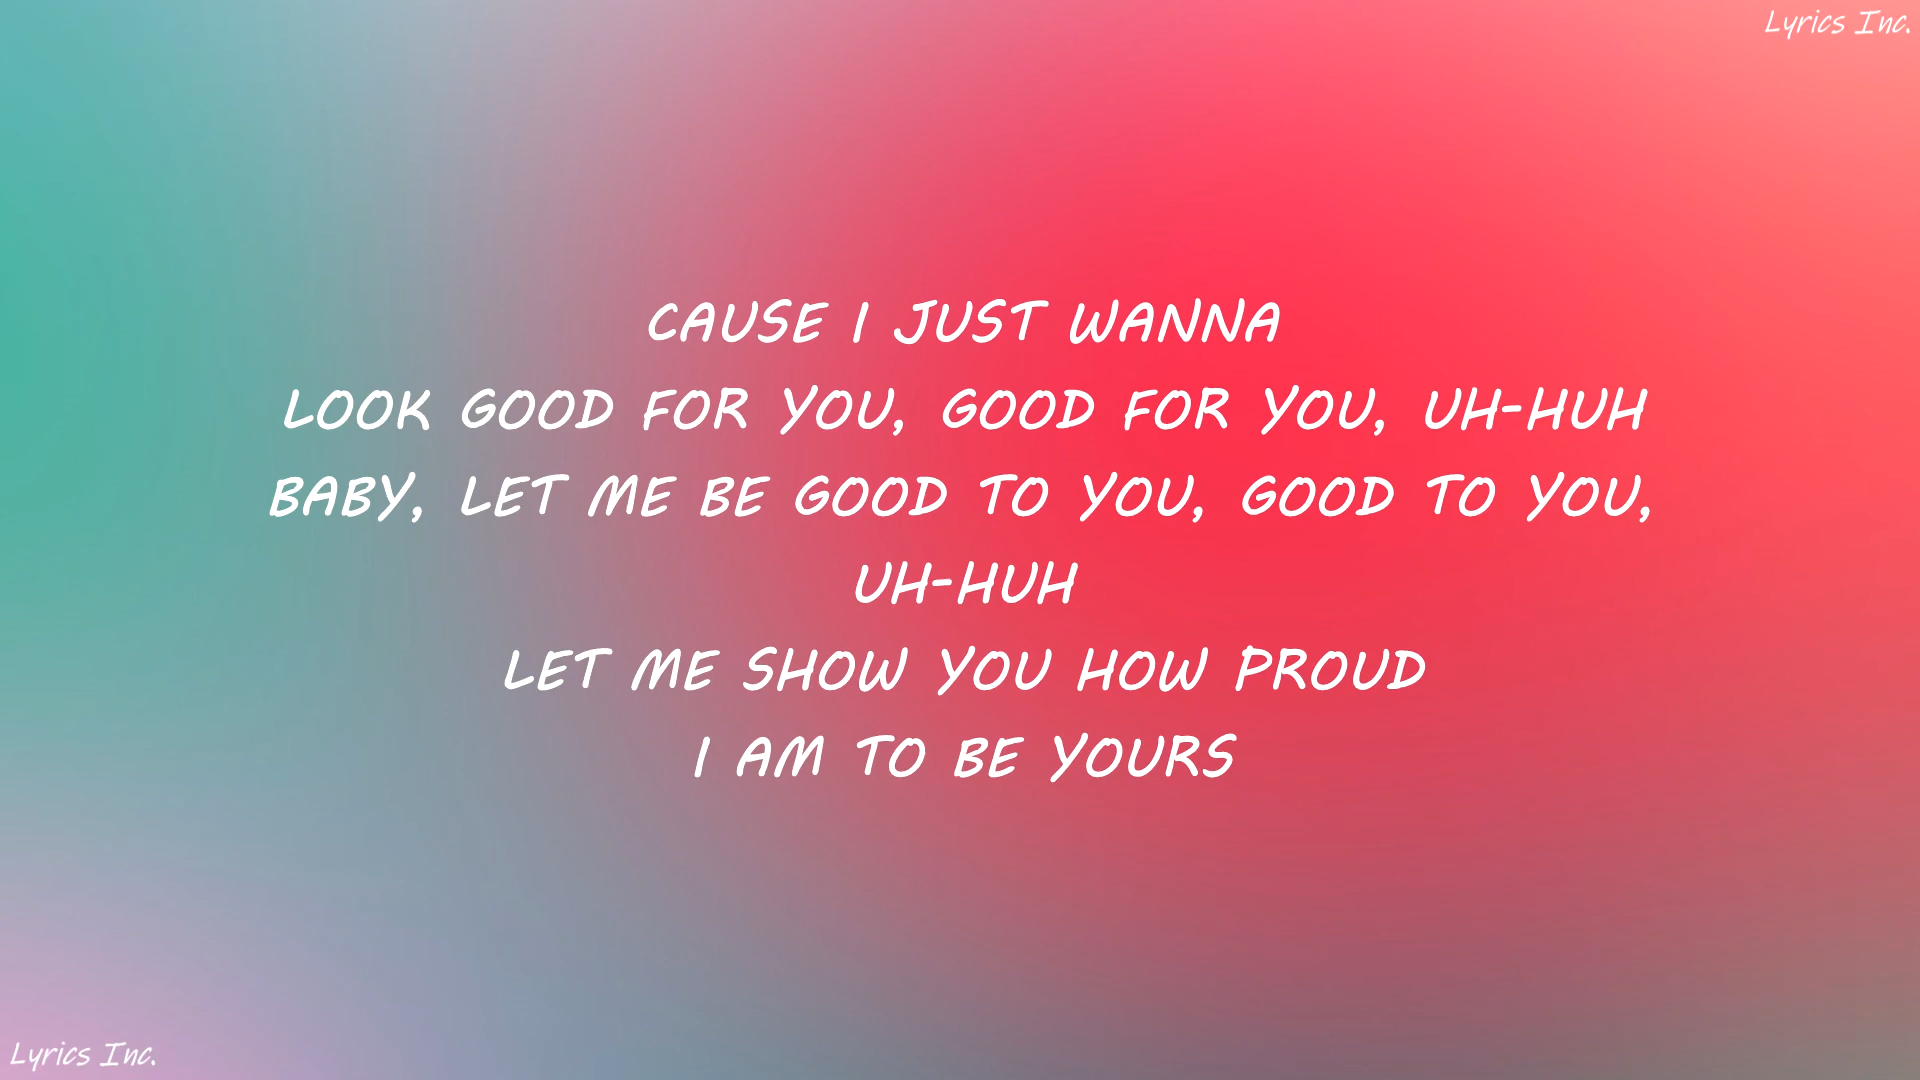 Lyrics Inc.
CAUSE I JUST WANNA
LOOK GOOD FOR YOU, GOOD FOR YOU, UH-HUH
BABY, LET ME BE GOOD TO YOU, GOOD TO YOU,
UH-HUH
LET ME SHOW YOU HOW PROUD
I AM TO BE YOURS
Lyrics Inc.